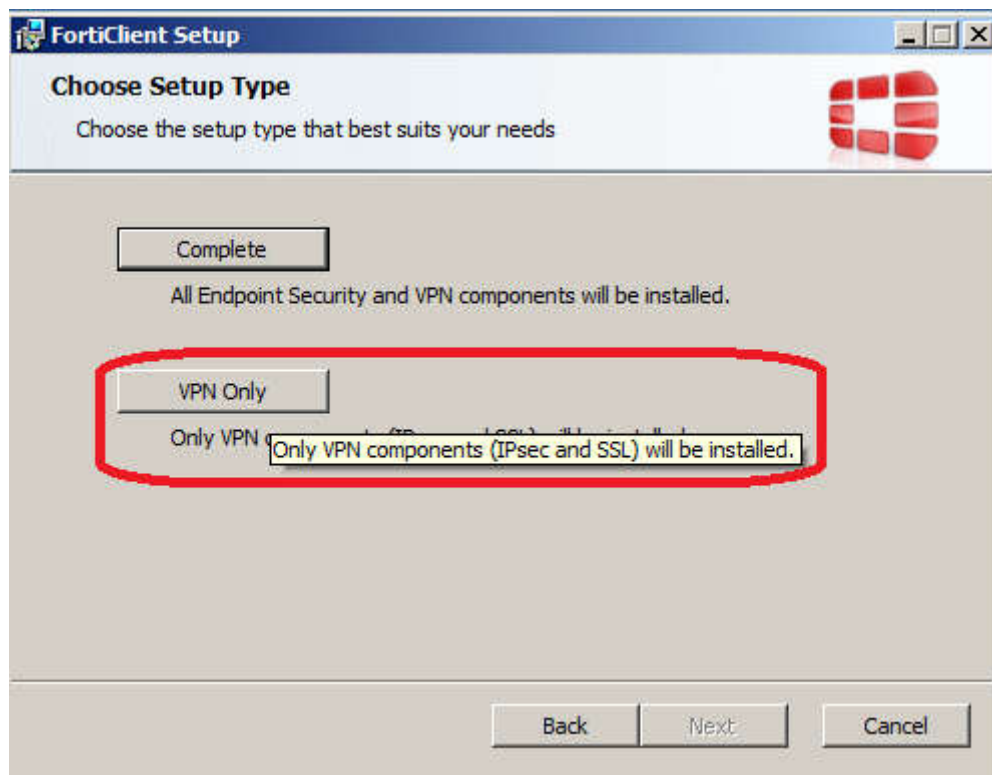 FortiClient Setup
Choose Setup Type
Choose the setup type that best suits your needs
Complete
All Endpoint Security and VPN components will be installed.
VPN Only
Only VPN
Only VPN components (IPsec and SSL) will be installed.
Back Next Cancel